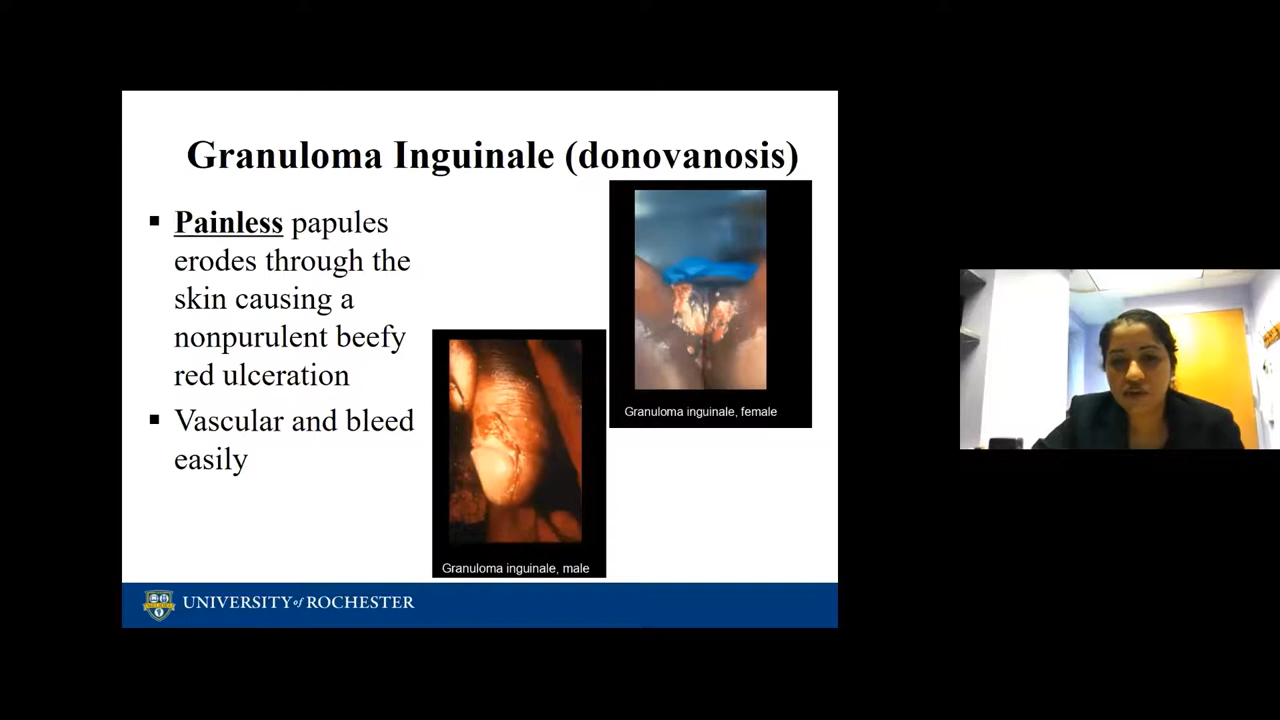 Granuloma Inguinale (donovanosis)
▪ Painless papules
erodes through the
skin causing a
nonpurulent beefy
red ulceration
▪ Vascular and bleed
easily
Granuloma inguinale, female
Granuloma inguinale, male
UNIVERSITY of ROCHESTER